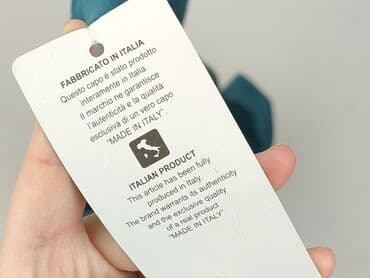 FABBRICATO IN ITALIA
Questo capo é stato prodotto
interamente in Italia.
Il marchio ne garantisce
l'autenticità e la qualità
esclusiva di un vero capo
"MADE IN ITALY"
ITALIAN PRODUCT
This article has been fully
produced in Italy.
The brand warrants its authenticity
and the exclusive quality
of a real product
"MADE IN ITALY"